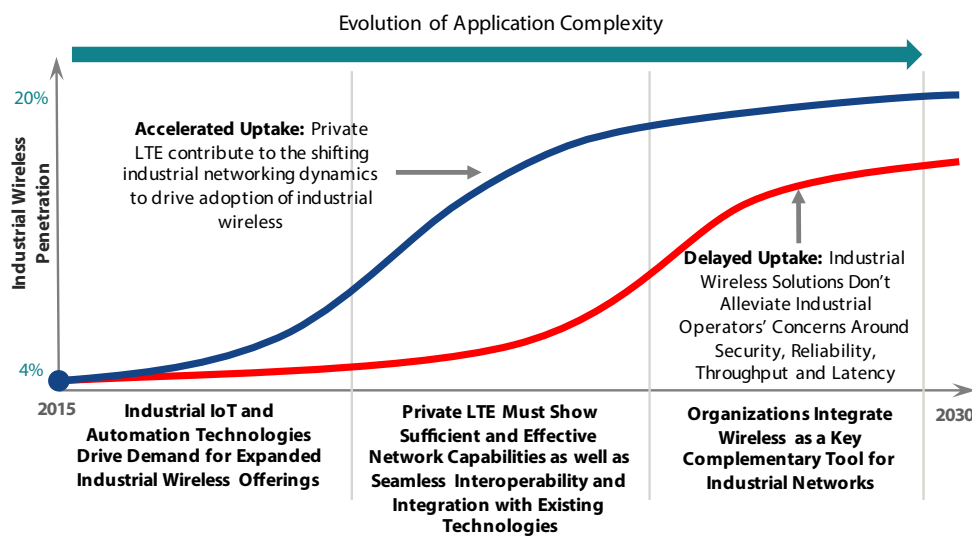 Evolution of Application Complexity
20%
Industrial Wireless
Penetration
4%
Accelerated Uptake: Private
LTE contribute to the shifting
industrial networking dynamics
to drive adoption of industrial
wireless
Delayed Uptake: Industrial
Wireless Solutions Don't
Alleviate Industrial
Operators' Concerns Around
Security, Reliability,
Throughput and Latency
2015
2030
Industrial IoT and
Automation Technologies
Drive Demand for Expanded
Industrial Wireless Offerings
Private LTE Must Show
Sufficient and Effective
Network Capabilities as well as
Seamless Interoperability and
Integration with Existing
Technologies
Organizations Integrate
Wireless as a Key
Complementary Tool for
Industrial Networks